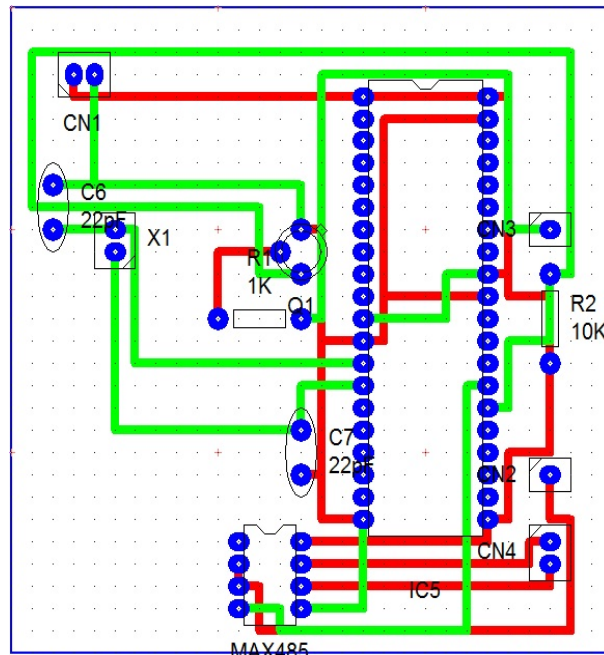 CN1
C6
22pF
X1
CN3
R1
1K
Q1
R2
10K
C7
22pF
CN2
CN4
IC5
MAX485